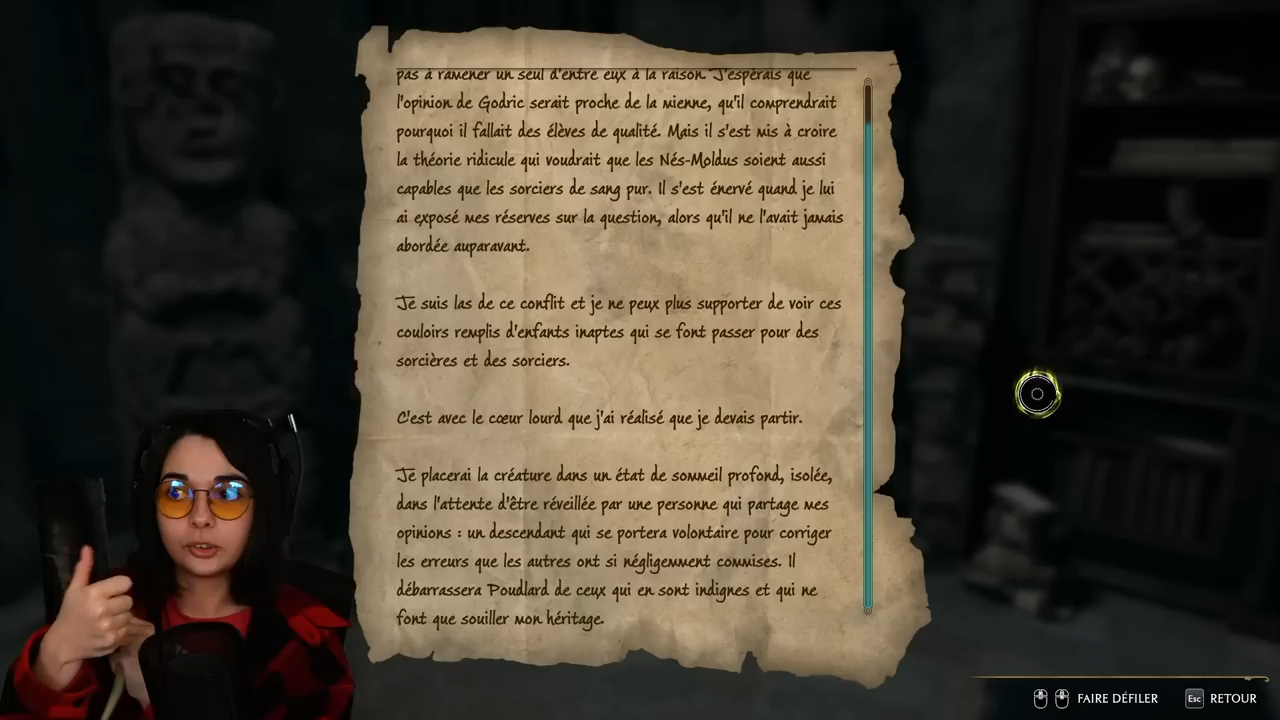 pas à ramener un seul d'entre eux à la raison J'espérais que
l'opinion de Godric serait proche de la mienne, qu'il comprendrait
pourquoi il fallait des élèves de qualité. Mais il s'est mis à croire
la théorie ridicule qui voudrait que les Nés-Moldus soient aussi
capables que les sorciers de sang pur. Il s'est énervé quand je lui
ai exposé mes réserves sur la question, alors qu'il ne l'avait jamais
abordée auparavant.
Je suis las de ce conflit et je ne peux plus supporter de voir ces
couloirs remplis d'enfants inaptes qui se font passer pour des
sorcières et des sorciers.
C'est avec le cœur lourd que j'ai réalisé que je devais partir.
Je placerai la créature dans un état de sommeil profond, isolée,
dans l'attente d'être réveillée par une personne qui partage mes
opinions : un descendant qui se portera volontaire pour corriger
les erreurs que les autres ont si négligemment commises. Il
débarrassera Poudlard de ceux qui en sont indignes et qui ne
font que souiller mon héritage.
FAIRE DÉFILER
Esc RETOUR